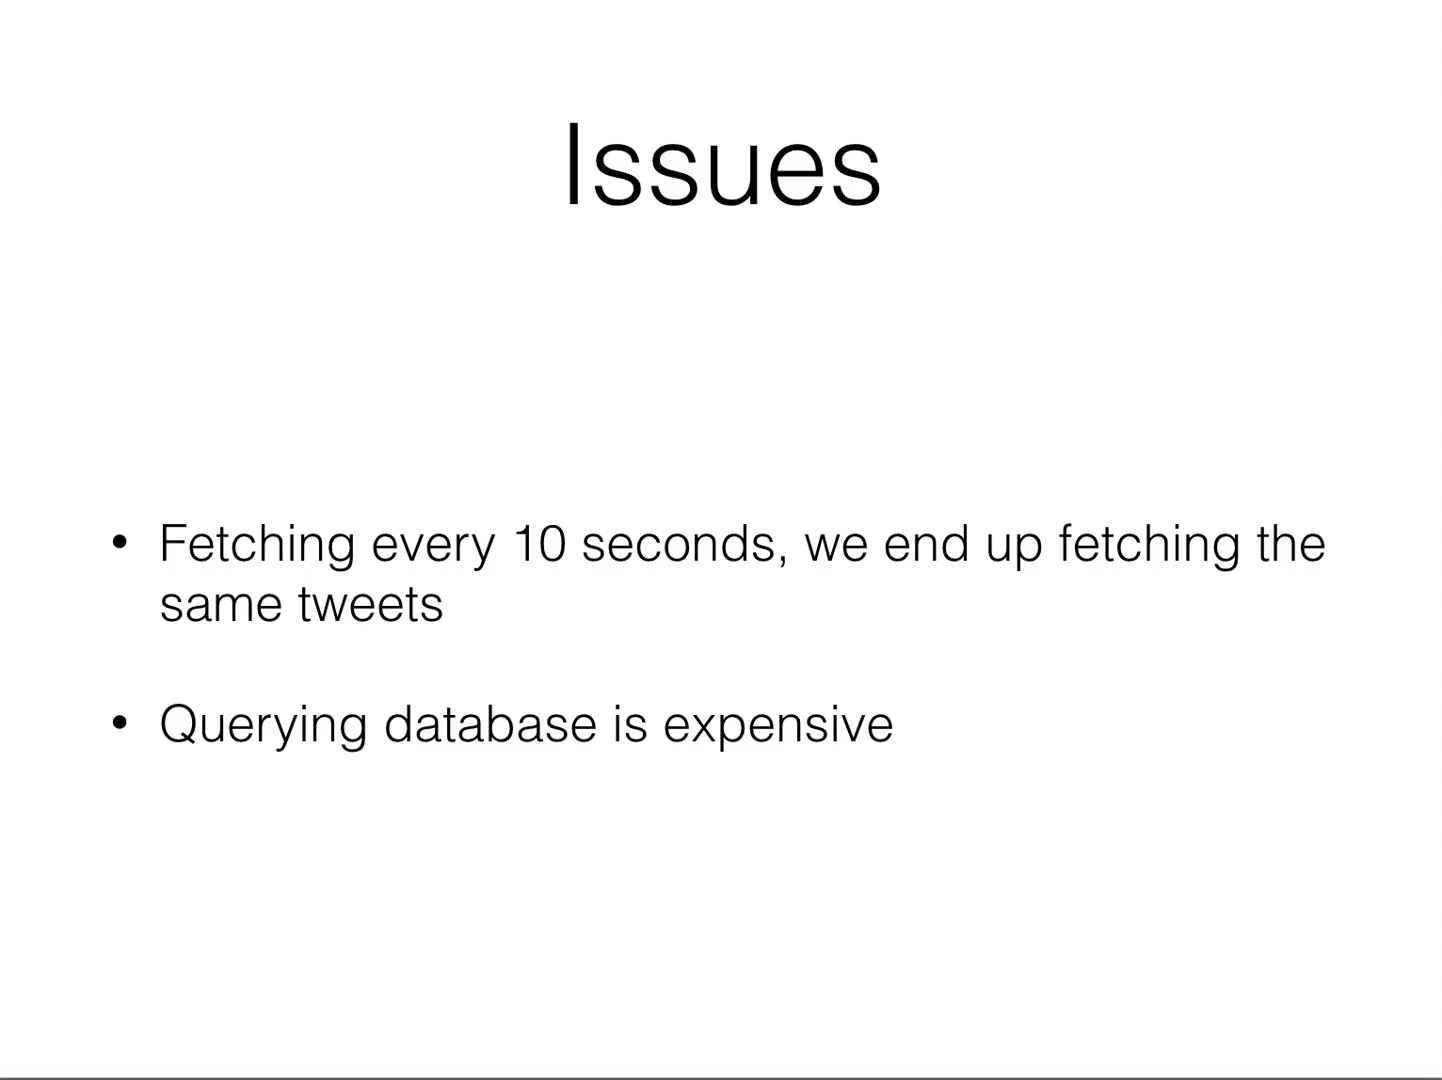 Issues
• Fetching every 10 seconds, we end up fetching the
same tweets
• Querying database is expensive